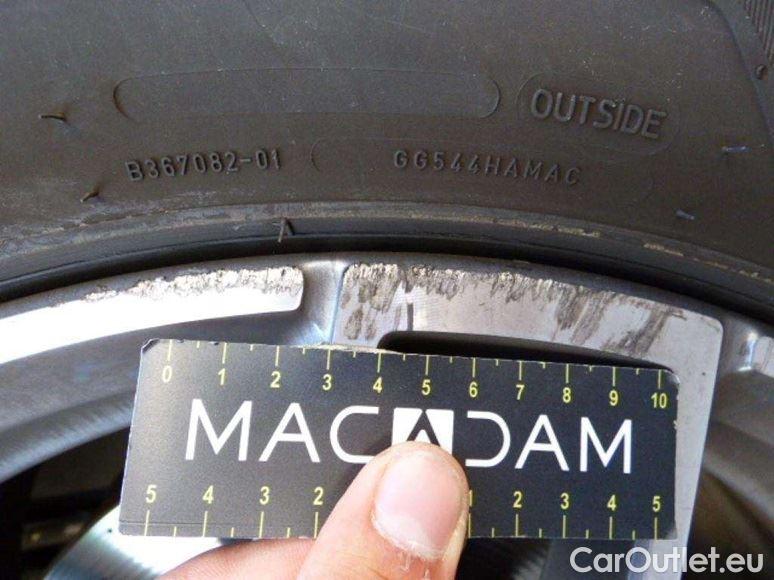 OUTSIDE
B367082-01 GG544HAMAC
0 1 2 3 4 5 6 7 8 9 10
MACADAM
5 4 3 2 1 2 3 4 5
CarOutlet.eu